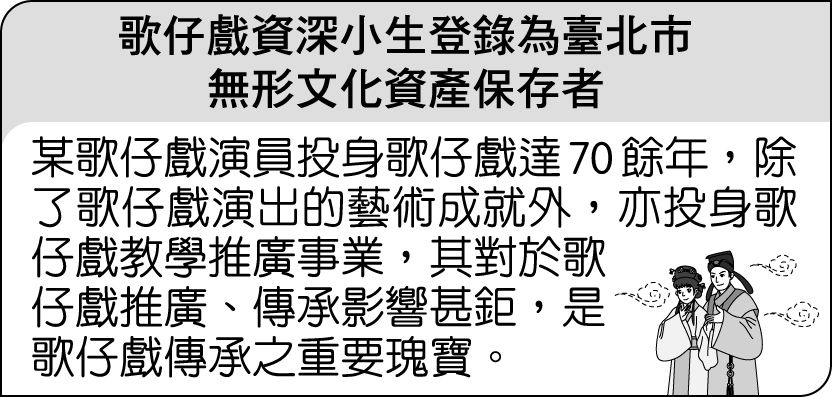 歌仔戲資深小生登錄為臺北市
無形文化資產保存者
某歌仔戲演員投身歌仔戲達70餘年，除
了歌仔戲演出的藝術成就外，亦投身歌
仔戲教學推廣事業，其對於歌
仔戲推廣、傳承影響甚鉅，是
歌仔戲傳承之重要瑰寶。